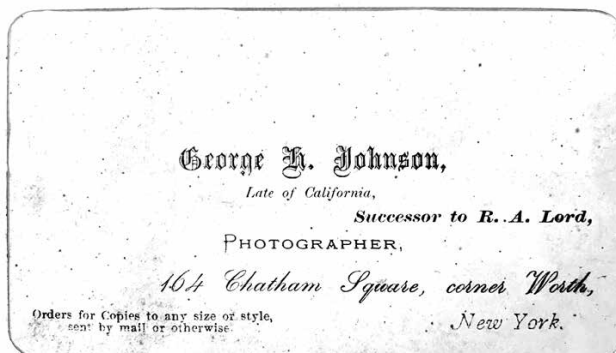 George H. Johnson,
Late of California,
Successor to R. A. Lord,
PHOTOGRAPHER,
164 Chatham Square, corner Worth,
Orders for Copies to any size or style,
sent by mail or otherwise.
New York.